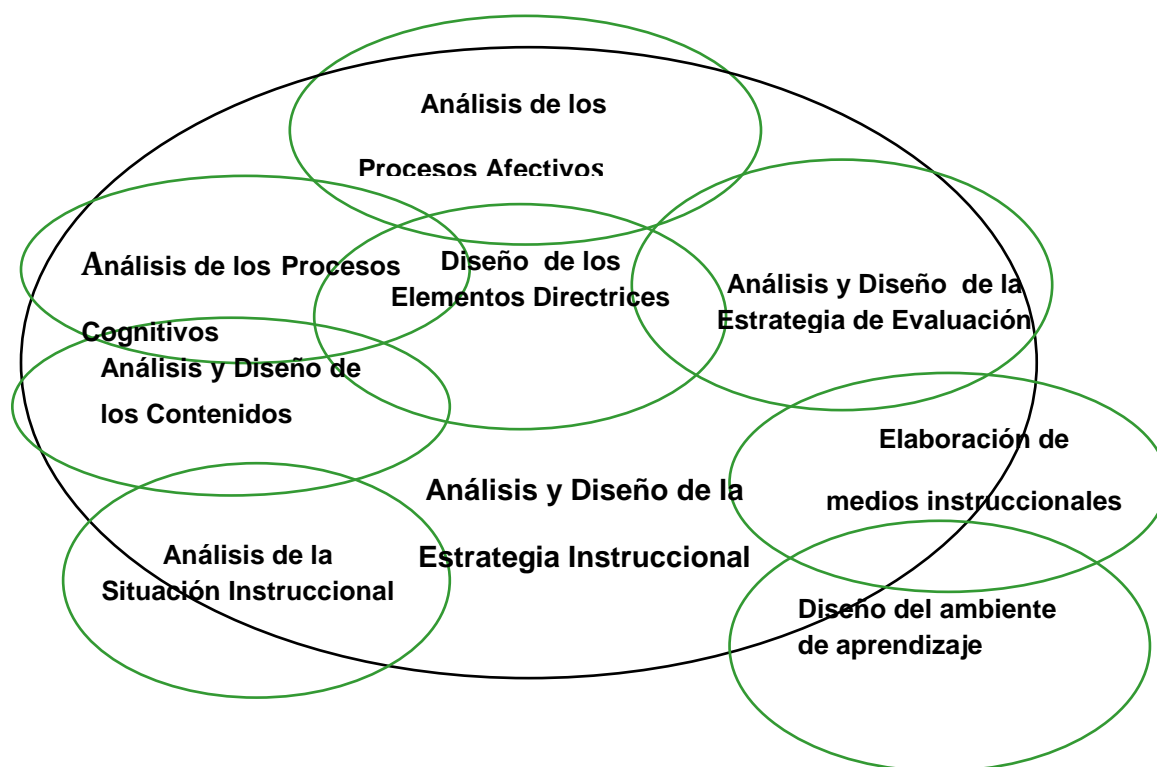 Análisis de los
Procesos Afectivos
Análisis de los Procesos
Cognitivos
Diseño de los
Elementos Directrices
Análisis y Diseño de la
Estrategia de Evaluación
Análisis y Diseño de
los Contenidos
Elaboración de
medios instruccionales
Análisis y Diseño de la
Estrategia Instruccional
Análisis de la
Situación Instruccional
Diseño del ambiente
de aprendizaje